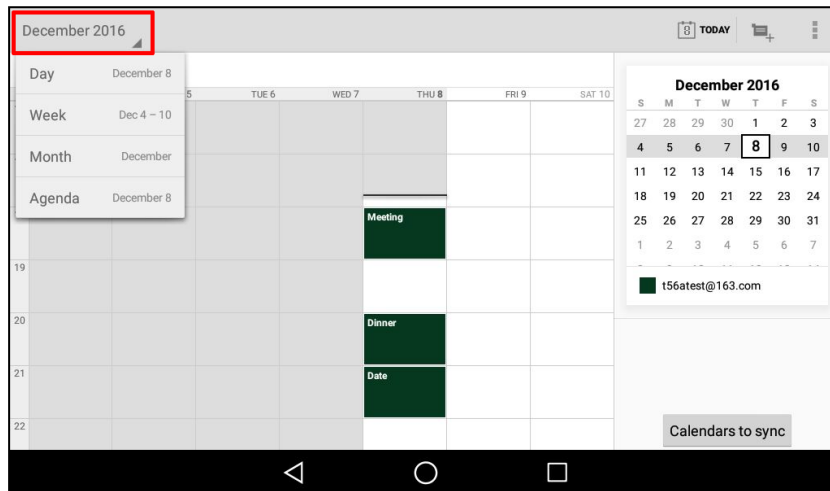 December 2016
8 TODAY
Day December 8
Week Dec 4 – 10
Month December
Agenda December 8
5 TUE 6 WED 7 THU 8 FRI 9 SAT 10
Meeting
19
20 Dinner
21 Date
22
December 2016
S M T W T F S
27 28 29 30 1 2 3
4 5 6 7 8 9 10
11 12 13 14 15 16 17
18 19 20 21 22 23 24
25 26 27 28 29 30 31
1 2 3 4 5 6 7
t56atest@163.com
Calendars to sync